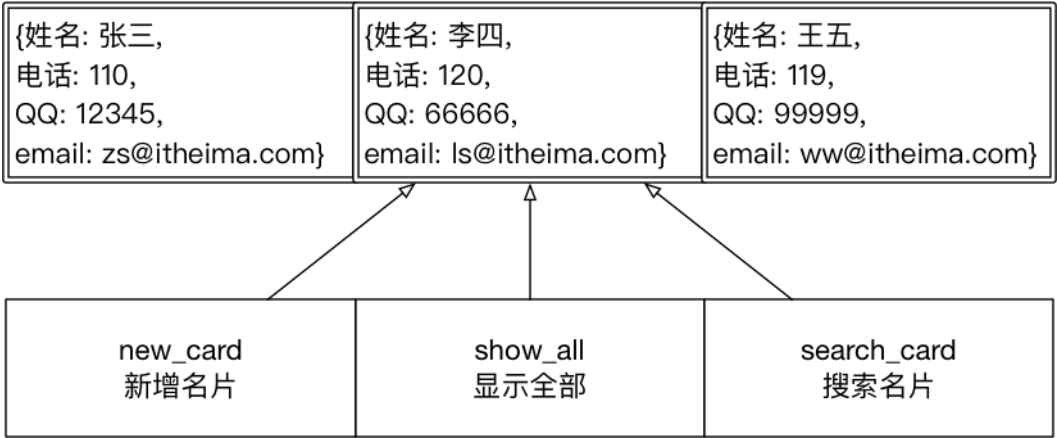 {姓名: 张三,
电话: 110,
QQ: 12345,
email: zs@itheima.com}
{姓名: 李四,
电话: 120,
QQ: 66666,
email: ls@itheima.com}
{姓名: 王五,
电话: 119,
QQ: 99999,
email: ww@itheima.com}
new_card
新增名片
show_all
显示全部
search_card
搜索名片